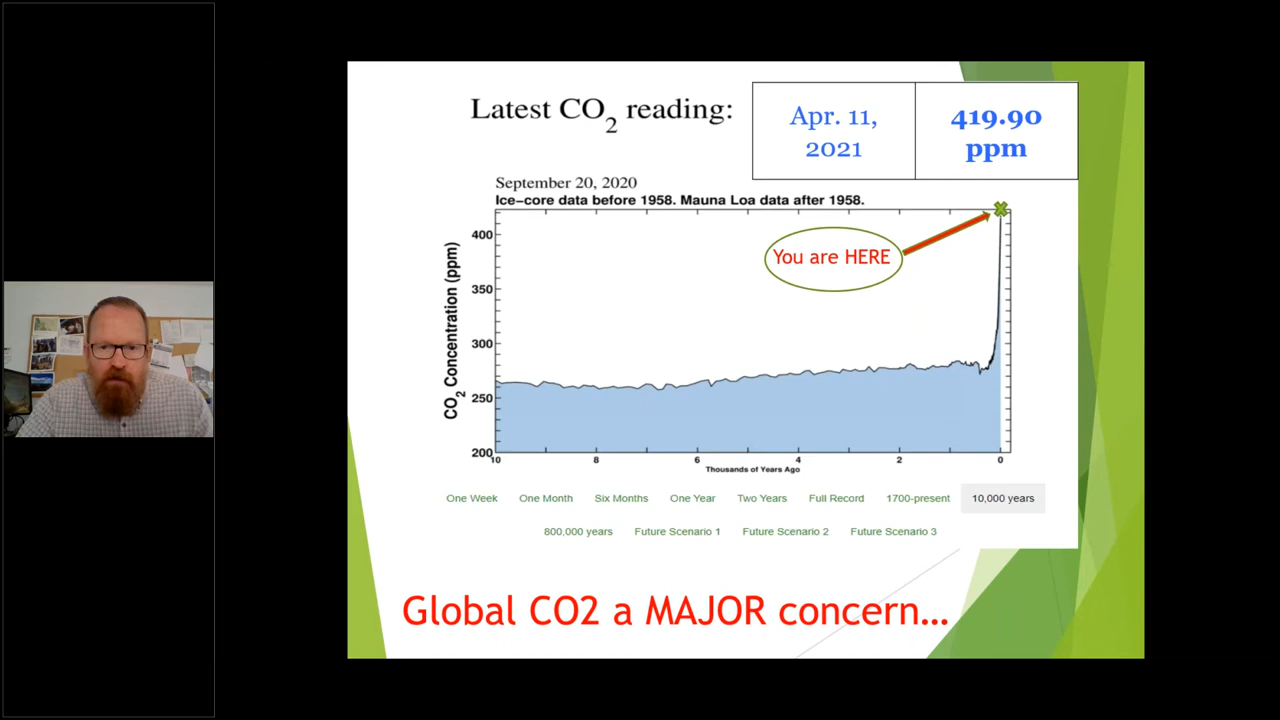 Latest CO2 reading:
Apr. 11,
2021
419.90
ppm
September 20, 2020
Ice-core data before 1958. Mauna Loa data after 1958.
You are HERE
CO2 Concentration (ppm)
400
350
300
250
200
10 8 6 4 2 0
Thousands of Years Ago
One Week One Month Six Months One Year Two Years Full Record 1700-present 10,000 years
800,000 years Future Scenario 1 Future Scenario 2 Future Scenario 3
Global CO2 a MAJOR concern...